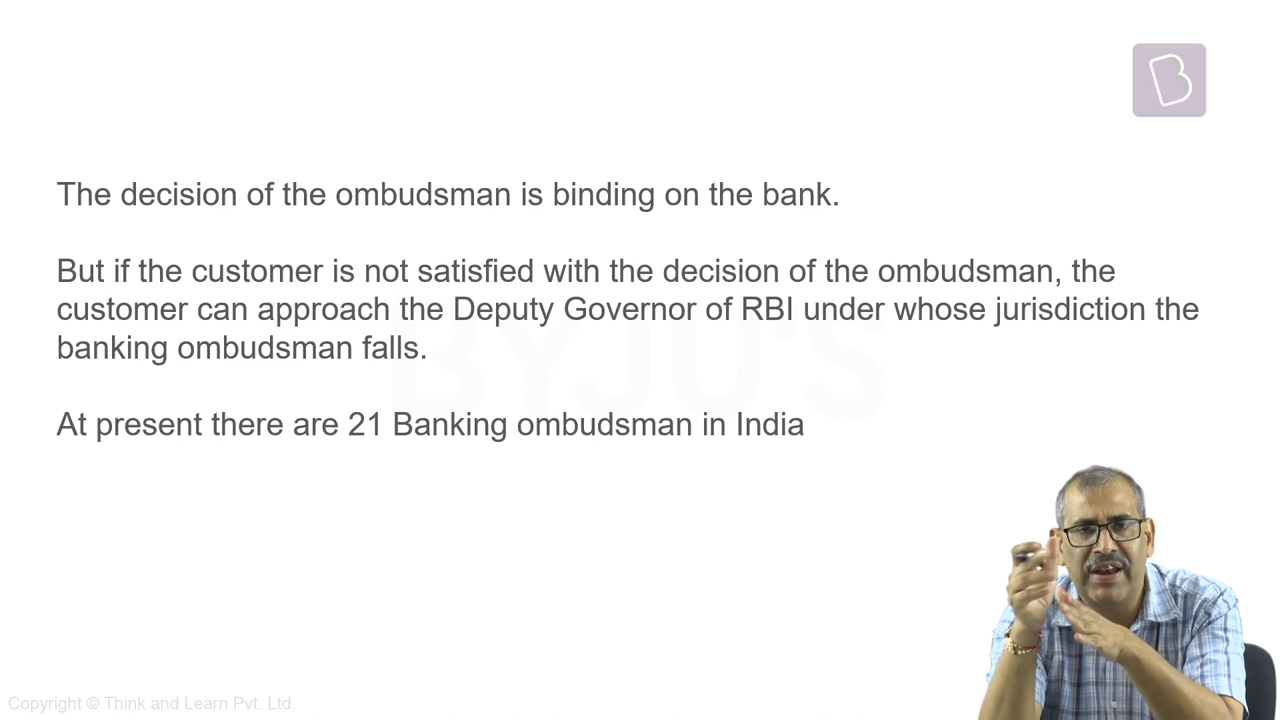 The decision of the ombudsman is binding on the bank.
But if the customer is not satisfied with the decision of the ombudsman, the
customer can approach the Deputy Governor of RBI under whose jurisdiction the
banking ombudsman falls.
BYJU'S
At present there are 21 Banking ombudsman in India
Copyright © Think and Learn Pvt. Ltd.